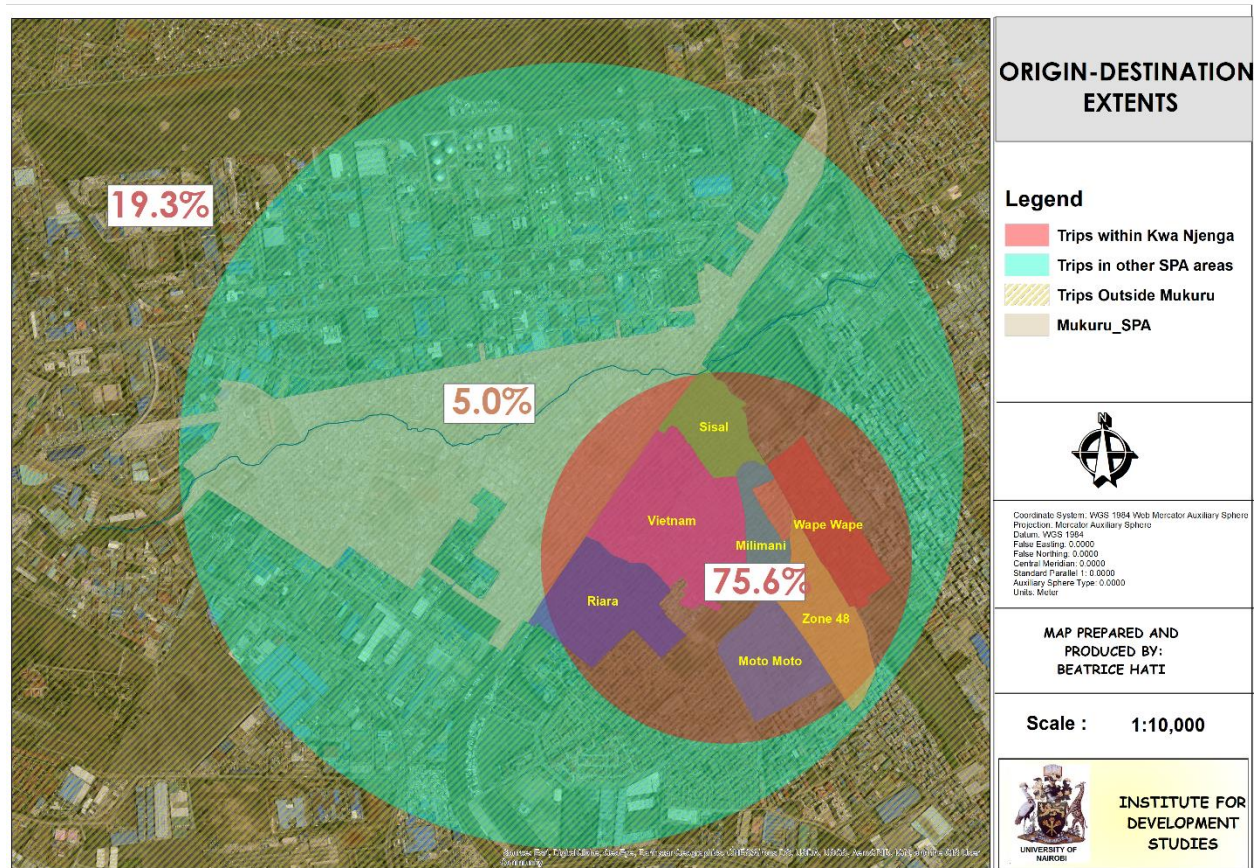 ORIGIN-DESTINATION
EXTENTS
19.3%
5.0%
Sisal
Vietnam
Wape Wape
Milimani
75.6%
Riara
Zone 48
Moto Moto
Legend
Trips within Kwa Njenga
Trips in other SPA areas
Trips Outside Mukuru
Mukuru_SPA
N
Coordinate System: WGS 1984 Web Mercator Auxiliary Sphere
Projection: Mercator Auxiliary Sphere
Datum: WGS 1984
False Easting: 0.0000
False Northing: 0.0000
Central Meridian: 0.0000
Standard Parallel 1: 0.0000
Auxiliary Sphere Type: 0.0000
Units: Meter
MAP PREPARED AND
PRODUCED BY:
BEATRICE HATI
Scale : 1:10,000
UNIVERSITY OF
NAIROBI
INSTITUTE FOR
DEVELOPMENT
STUDIES